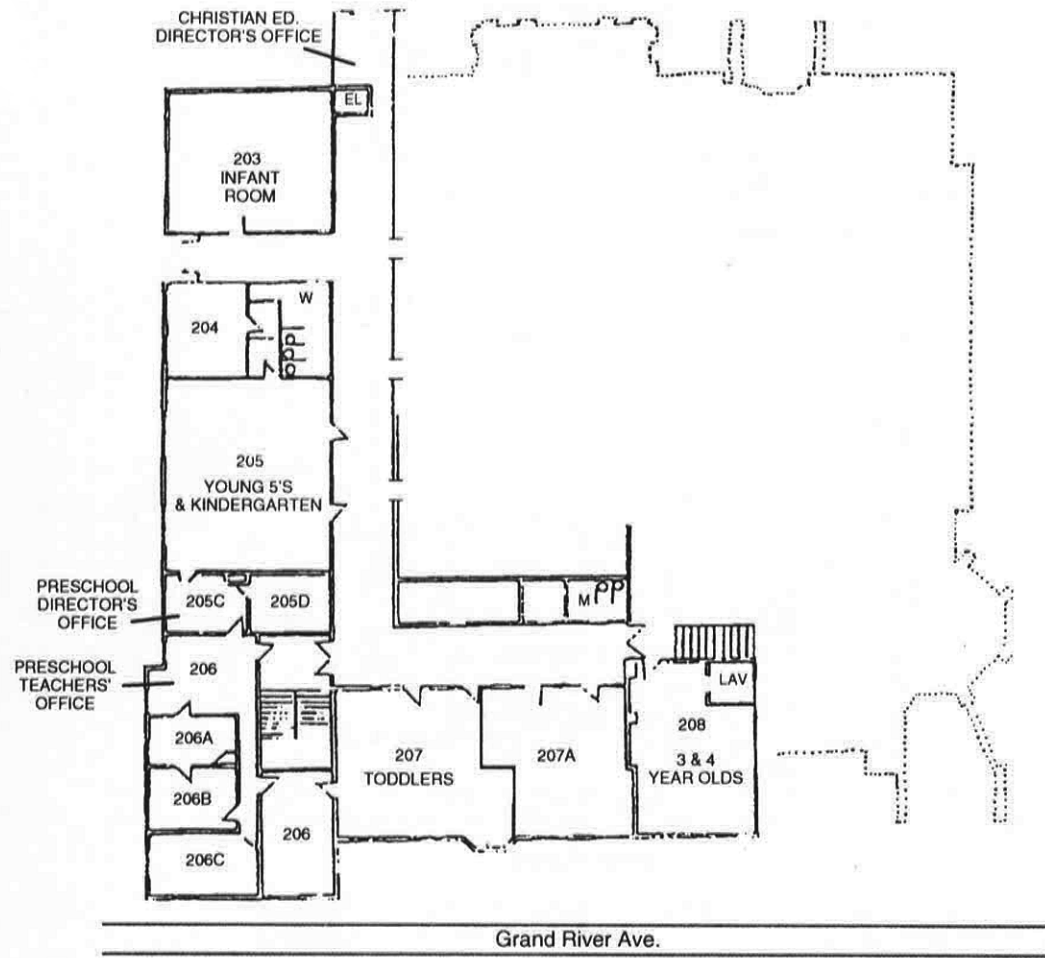 CHRISTIAN ED.
DIRECTOR'S OFFICE
EL
203
INFANT
ROOM
W
204
205
YOUNG 5'S
& KINDERGARTEN
PRESCHOOL
DIRECTOR'S
OFFICE
205C
205D
M
PRESCHOOL
TEACHERS'
OFFICE
206
LAV
206A
207
TODDLERS
207A
208
3 & 4
YEAR OLDS
206B
206
206C
Grand River Ave.